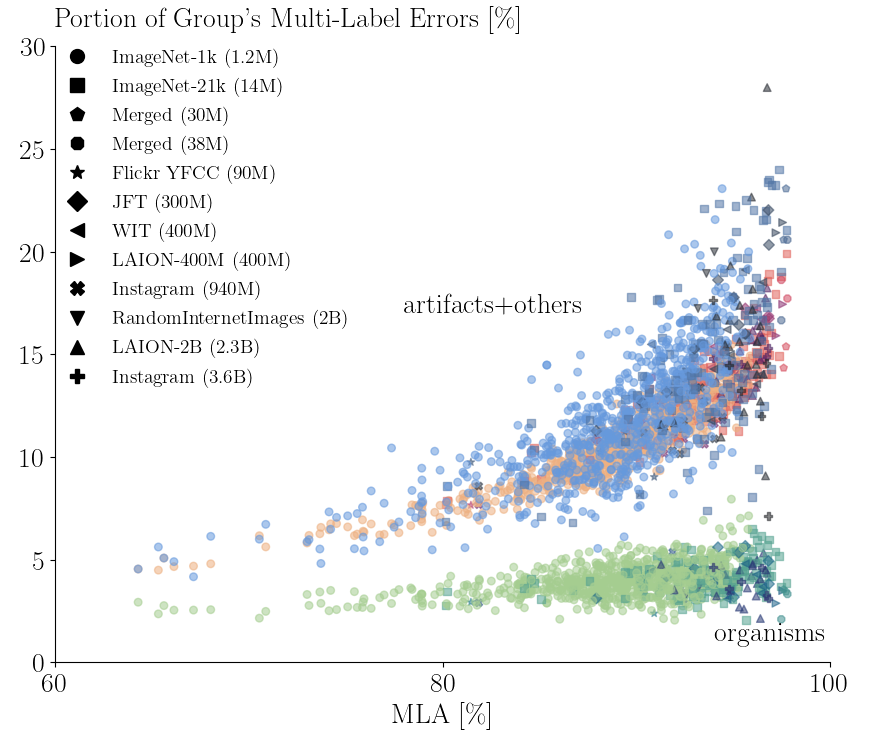 Portion of Group's Multi-Label Errors [%]
30
25
20
15
10
5
0
ImageNet-1k (1.2M)
ImageNet-21k (14M)
Merged (30M)
Merged (38M)
Flickr YFCC (90M)
JFT (300M)
WIT (400M)
LAION-400M (400M)
Instagram (940M)
RandomInternetImages (2B)
LAION-2B (2.3B)
Instagram (3.6B)
artifacts+others
organisms
60 80 100
MLA [%]